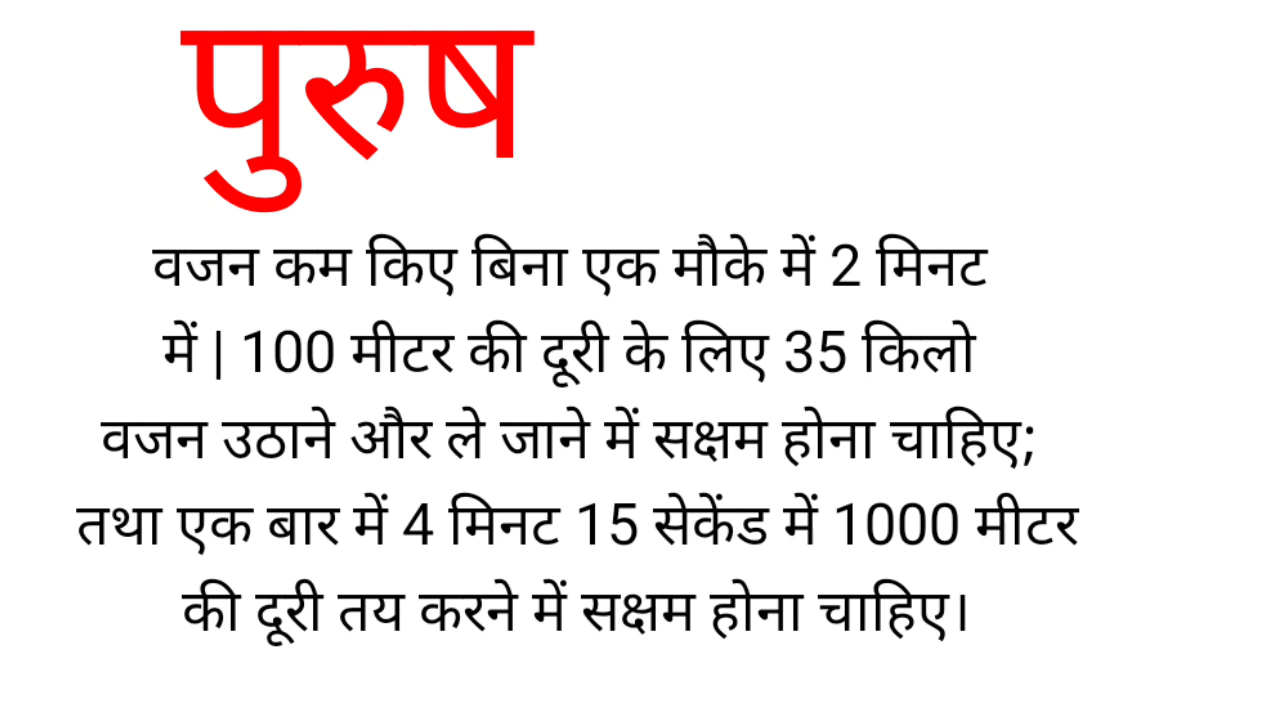 पुरुष
वजन कम किए बिना एक मौके में 2 मिनट
में | 100 मीटर की दूरी के लिए 35 किलो
वजन उठाने और ले जाने में सक्षम होना चाहिए;
तथा एक बार में 4 मिनट 15 सेकेंड में 1000 मीटर
की दूरी तय करने में सक्षम होना चाहिए।